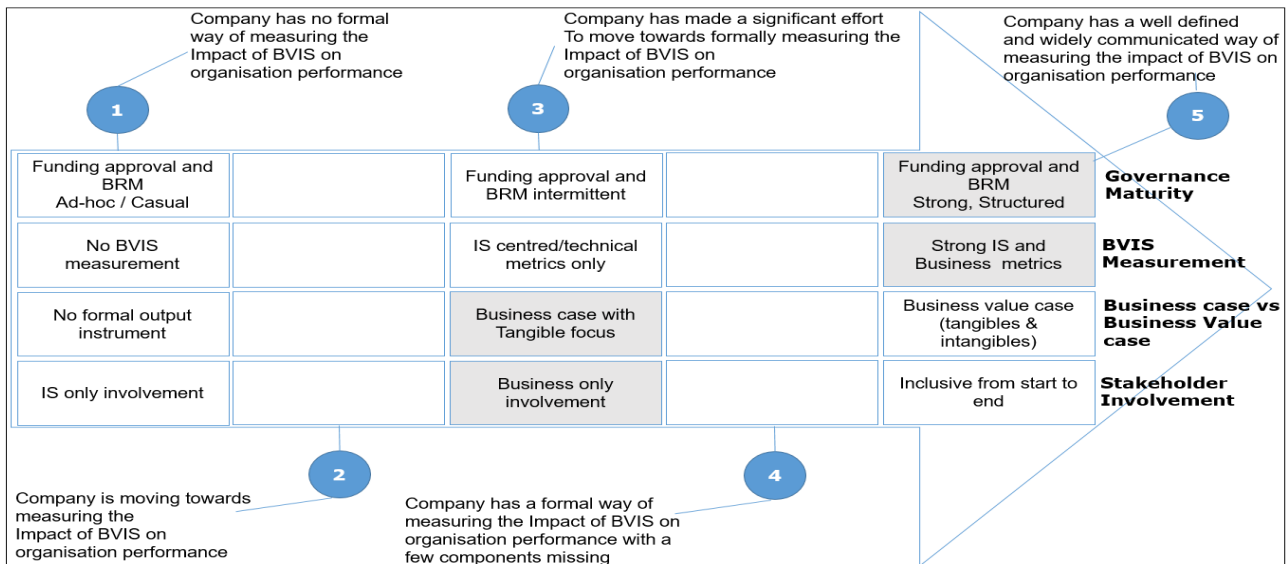 Company has no formal
way of measuring the
Impact of BVIS on
organisation performance
Company has made a significant effort
To move towards formally measuring the
Impact of BVIS on
organisation performance
Company has a well defined
and widely communicated way of
measuring the impact of BVIS on
organisation performance
1
3
5
Funding approval and
BRM
Ad-hoc / Casual
Funding approval and
BRM intermittent
Funding approval and
BRM
Strong, Structured
Governance
Maturity
No BVIS
measurement
IS centred/technical
metrics only
Strong IS and
Business metrics
BVIS
Measurement
No formal output
instrument
Business case with
Tangible focus
Business value case
(tangibles &
intangibles)
Business case vs
Business Value
case
IS only involvement
Business only
involvement
Inclusive from start to
end
Stakeholder
Involvement
2
4
Company is moving towards
measuring the
Impact of BVIS on
organisation performance
Company has a formal way of
measuring the Impact of BVIS on
organisation performance with a
few components missing